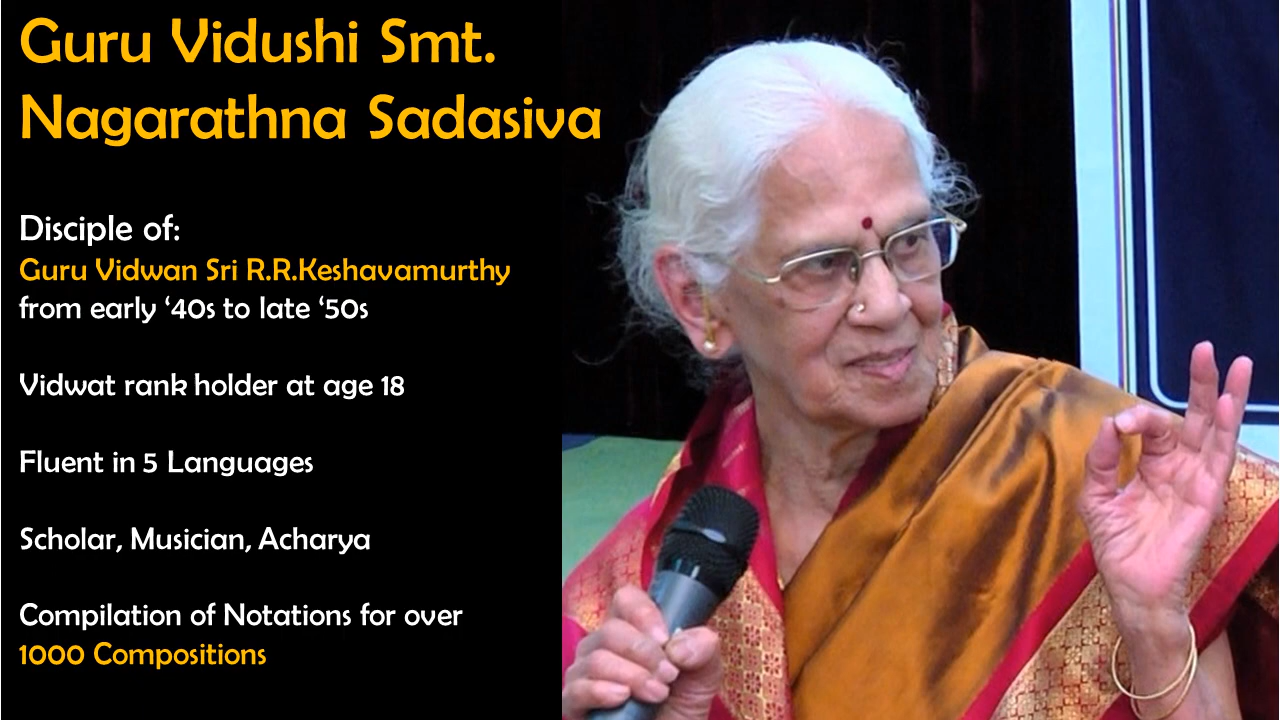 Guru Vidushi Smt.
Nagarathna Sadasiva
Disciple of:
Guru Vidwan Sri R.R.Keshavamurthy
from early ‘40s to late ‘50s
Vidwat rank holder at age 18
Fluent in 5 Languages
Scholar, Musician, Acharya
Compilation of Notations for over
1000 Compositions